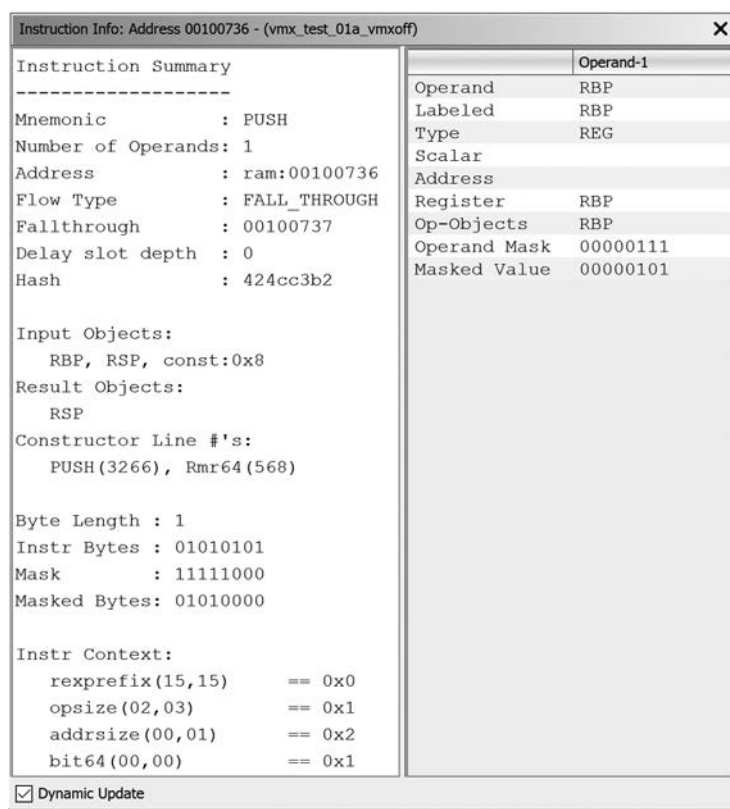 Instruction Info: Address 00100736 - (vmx_test_01a_vmxoff)
Instruction Summary
-------------------
Mnemonic : PUSH
Number of Operands: 1
Address : ram:00100736
Flow Type : FALL_THROUGH
Fallthrough : 00100737
Delay slot depth : 0
Hash : 424cc3b2
Input Objects:
RBP, RSP, const:0x8
Result Objects:
RSP
Constructor Line #'s:
PUSH(3266), Rmr64(568)
Byte Length : 1
Instr Bytes : 01010101
Mask : 11111000
Masked Bytes: 01010000
Instr Context:
rexprefix(15,15) == 0x0
opsize(02,03) == 0x1
addrsize(00,01) == 0x2
bit64(00,00) == 0x1
Operand-1
Operand RBP
Labeled RBP
Type REG
Scalar
Address
Register RBP
Op-Objects RBP
Operand Mask 00000111
Masked Value 00000101
Dynamic Update